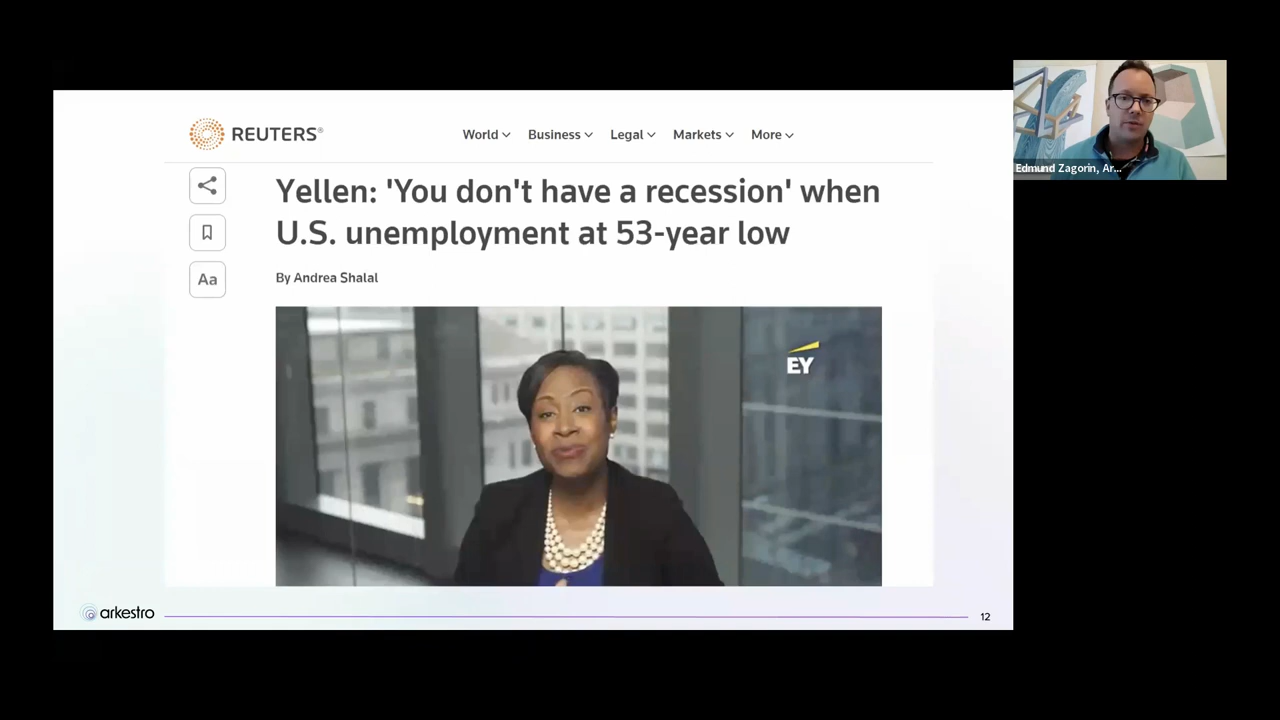 REUTERS®
World
Business
Legal
Markets
More
Yellen: 'You don't have a recession' when
U.S. unemployment at 53-year low
Aa
By Andrea Shalal
EY
arkestro
12
Edmund Zagorin, Ar...